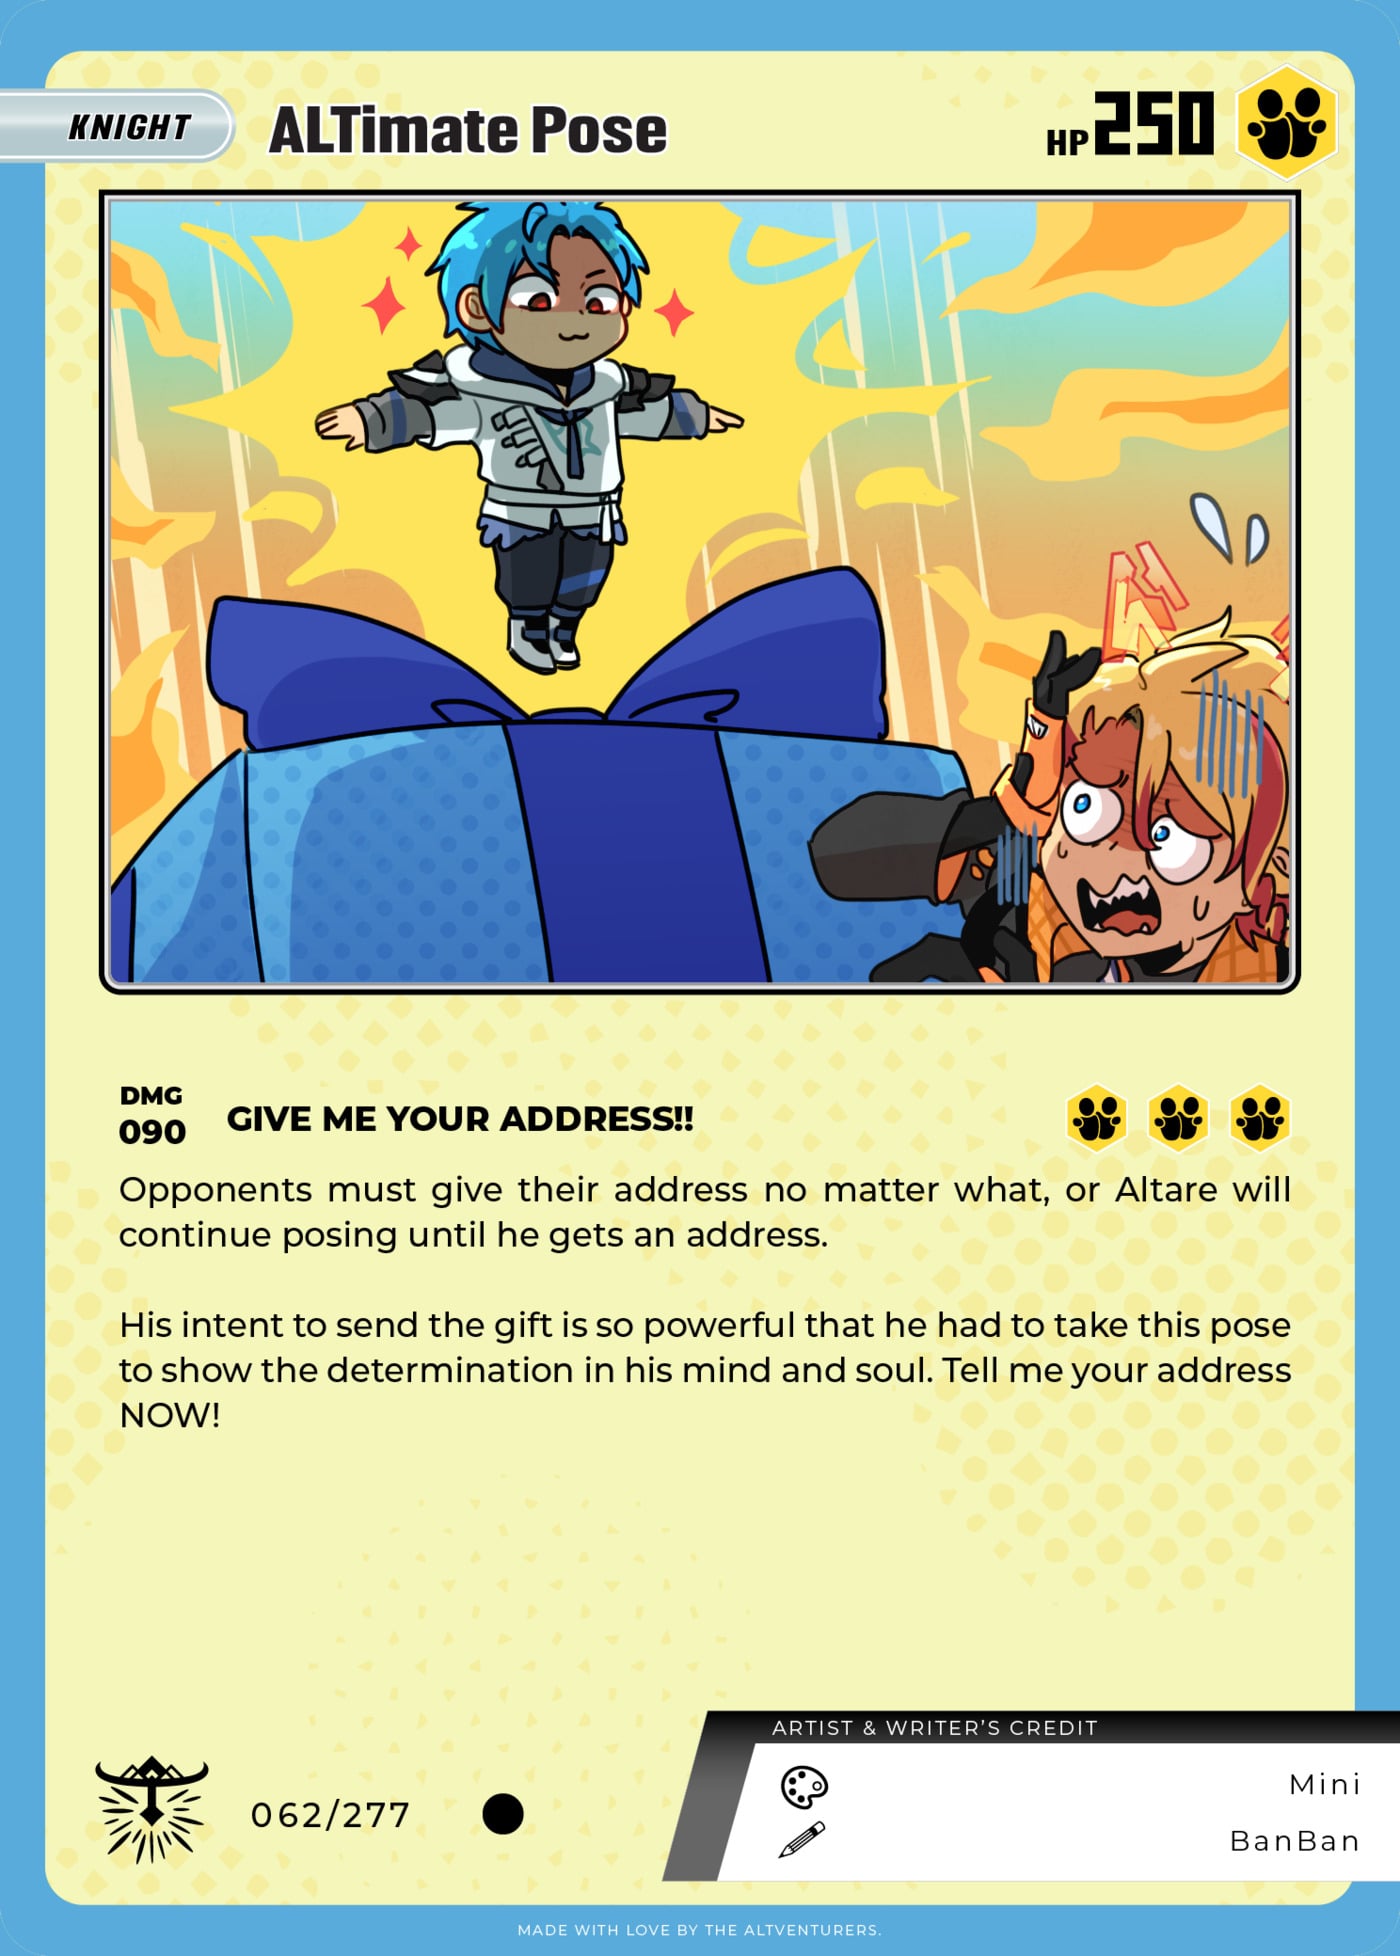 KNIGHT
ALTimate Pose
HP 250
DMG
090
GIVE ME YOUR ADDRESS!!
Opponents must give their address no matter what, or Altare will
continue posing until he gets an address.
His intent to send the gift is so powerful that he had to take this pose
to show the determination in his mind and soul. Tell me your address
NOW!
062/277
ARTIST & WRITER'S CREDIT
Mini
BanBan
MADE WITH LOVE BY THE ALTVENTURERS.